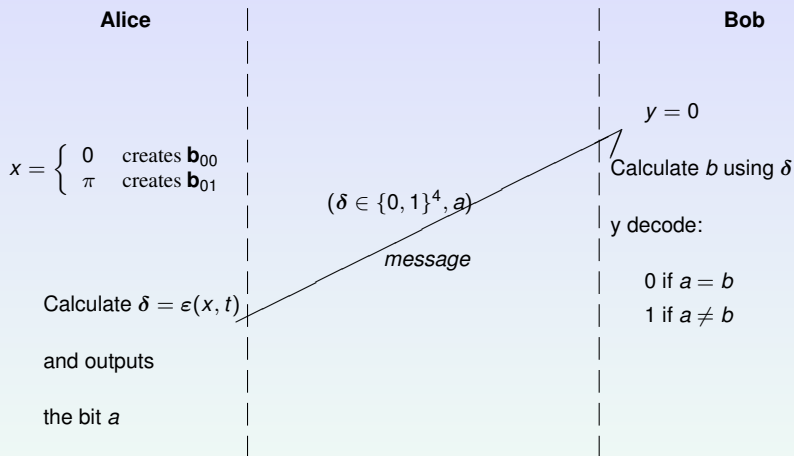 Alice
Bob
y = 0
x = { 0 creates b₀₀
π creates b₀₁
Calculate b using δ
(δ ∈ {0, 1}⁴, a)
y decode:
message
0 if a = b
Calculate δ = ε(x, t)
1 if a ≠ b
and outputs
the bit a